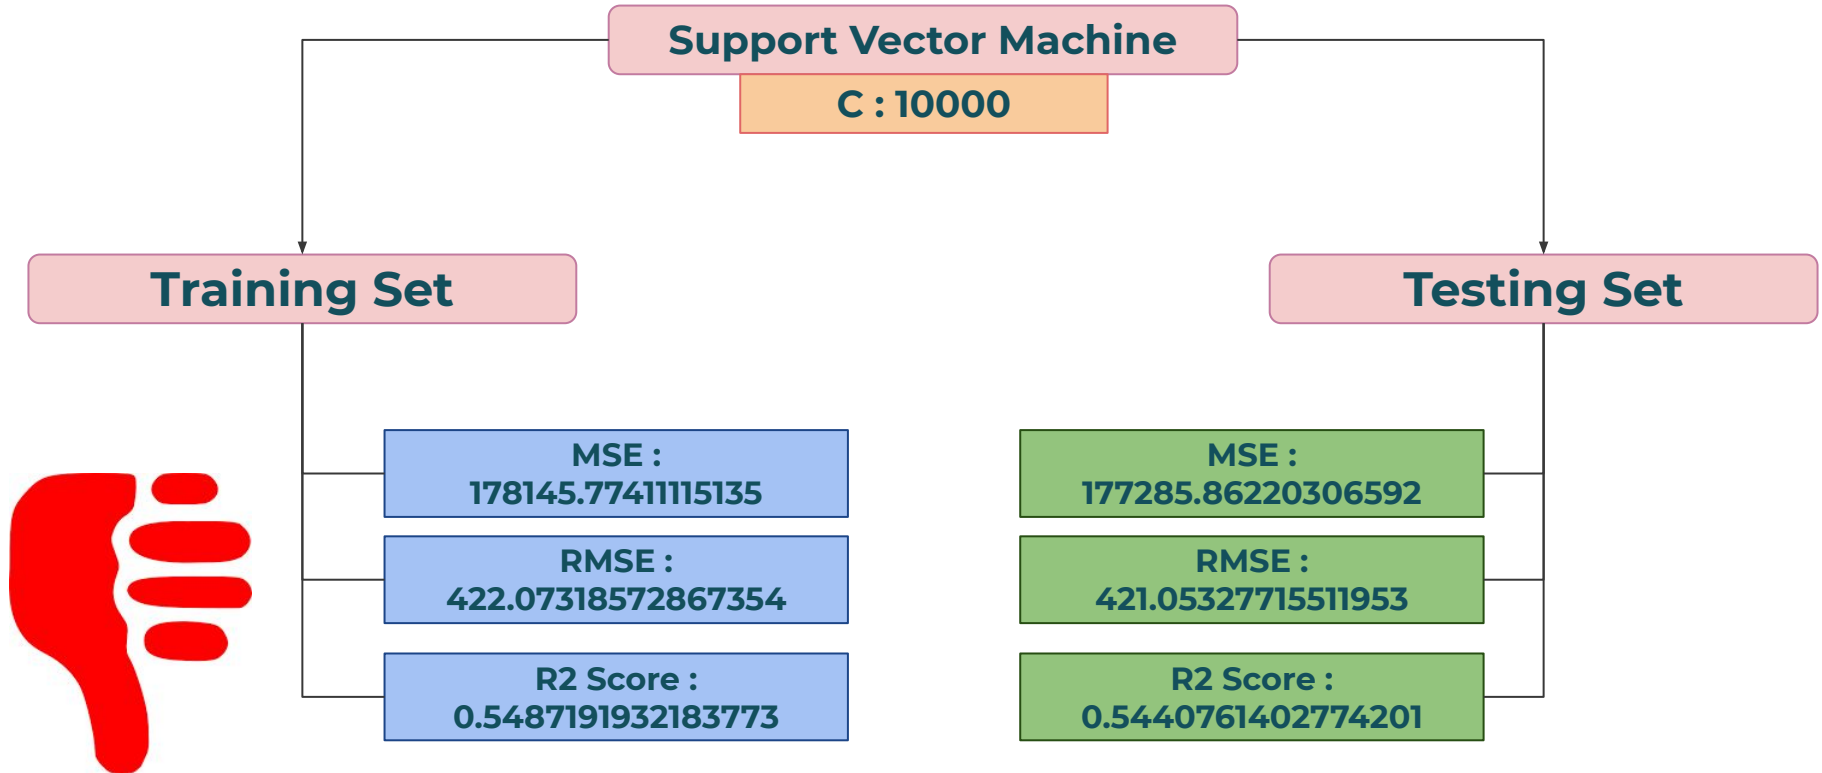 Support Vector Machine
C : 10000
Training Set
MSE :
178145.77411115135
RMSE :
422.07318572867354
R2 Score :
0.5487191932183773
Testing Set
MSE :
177285.86220306592
RMSE :
421.05327715511953
R2 Score :
0.5440761402774201